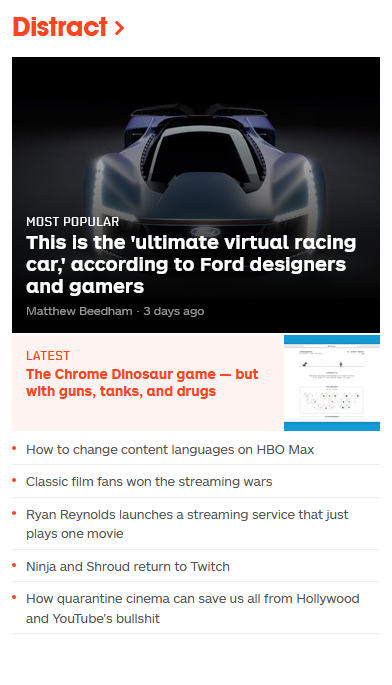 Distract
MOST POPULAR
This is the 'ultimate virtual racing
car,' according to Ford designers
and gamers
Matthew Beedham · 3 days ago
LATEST
The Chrome Dinosaur game — but
with guns, tanks, and drugs
How to change content languages on HBO Max
Classic film fans won the streaming wars
Ryan Reynolds launches a streaming service that just
plays one movie
Ninja and Shroud return to Twitch
How quarantine cinema can save us all from Hollywood
and YouTube's bullshit